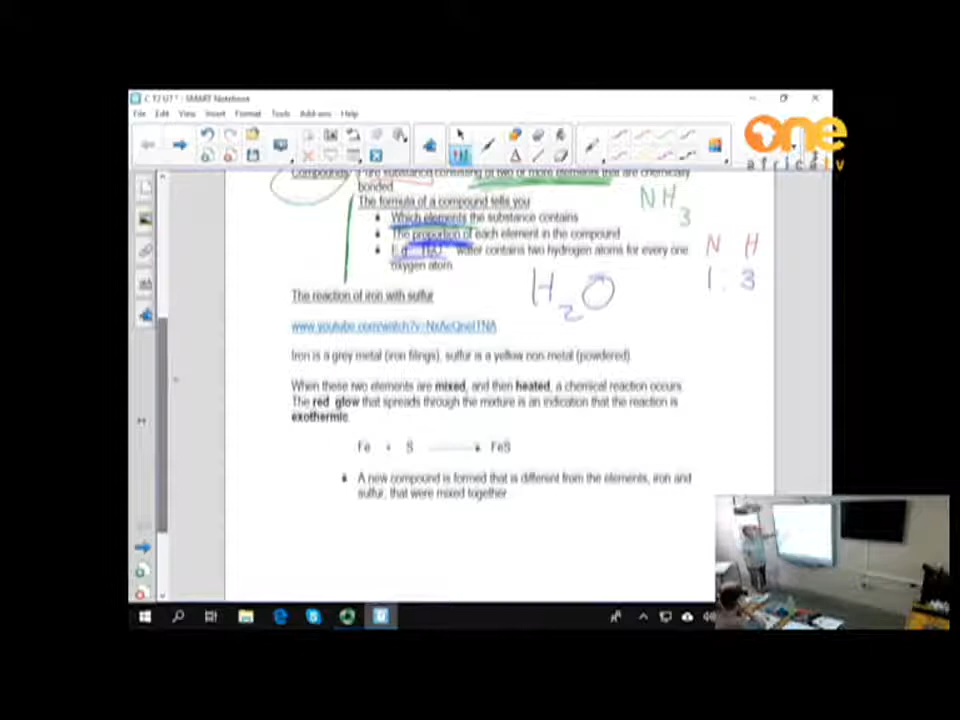 C T2 U7 * - SMART Notebook
File Edit View Insert Format Tools Add-ons Help
one
africa tv
Compounds: Pure substance consisting of two or more elements that are chemically
bonded
The formula of a compound tells you
NH3
Which elements the substance contains
The proportion of each element in the compound
E.g. H2O water contains two hydrogen atoms for every one
oxygen atom
N H
1 : 3
H2O
The reaction of iron with sulfur
Iron is a grey metal (iron filings), sulfur is a yellow non-metal (powdered)
When these two elements are mixed, and then heated, a chemical reaction occurs.
The red glow that spreads through the mixture is an indication that the reaction is
exothermic.
Fe + S → FeS
A new compound is formed that is different from the elements, iron and
sulfur, that were mixed together